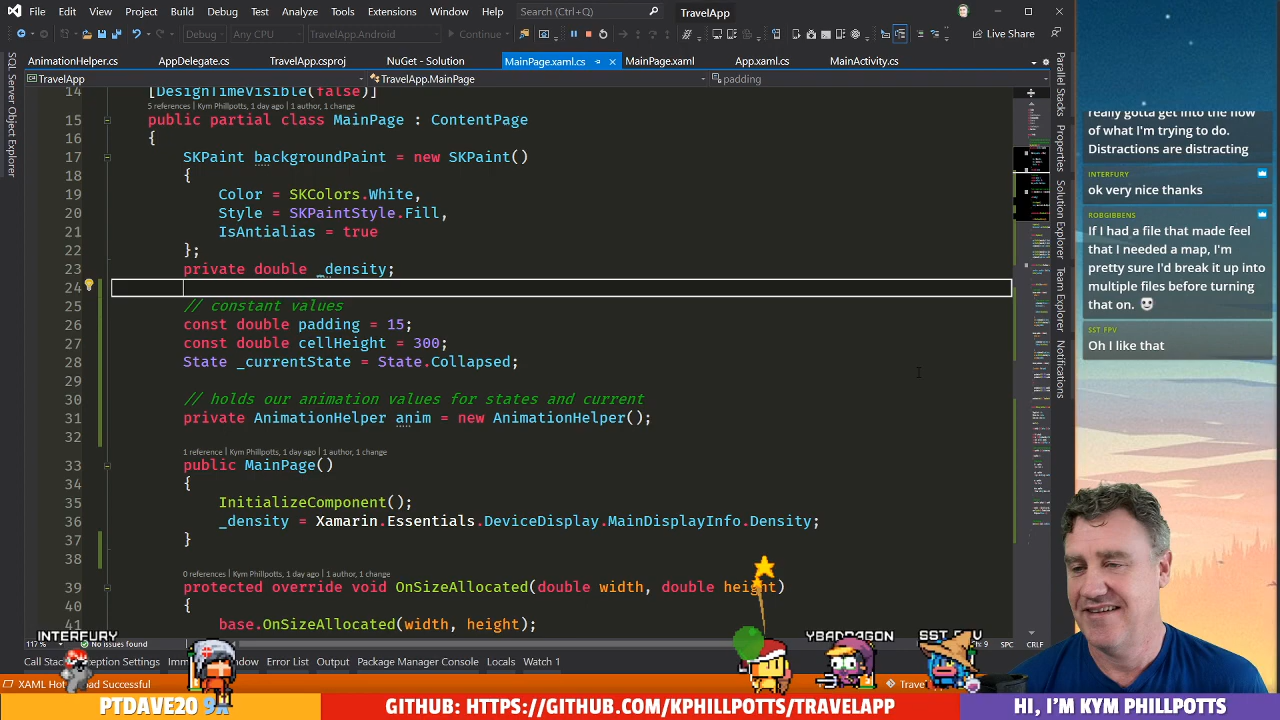 File Edit View Project Build Debug Test Analyze Tools Extensions Window Help Search (Ctrl+Q) TravelApp
Debug Any CPU TravelApp.Android Continue Live Share
AnimationHelper.cs AppDelegate.cs TravelApp.csproj NuGet - Solution MainPage.xaml.cs MainPage.xaml App.xaml.cs MainActivity.cs
TravelApp TravelApp.MainPage padding
SQL Server Object Explorer
14 [DesignTimeVisible(false)]
5 references | Kym Phillpotts, 1 day ago | 1 author, 1 change
15 public partial class MainPage : ContentPage
16 {
17 SKPaint backgroundPaint = new SKPaint()
18 {
19 Color = SKColors.White,
20 Style = SKPaintStyle.Fill,
21 IsAntialias = true
22 };
23 private double _density;
24
25 // constant values
26 const double padding = 15;
27 const double cellHeight = 300;
28 State _currentState = State.Collapsed;
29
30 // holds our animation values for states and current
31 private AnimationHelper anim = new AnimationHelper();
32
1 reference | Kym Phillpotts, 1 day ago | 1 author, 1 change
33 public MainPage()
34 {
35 InitializeComponent();
36 _density = Xamarin.Essentials.DeviceDisplay.MainDisplayInfo.Density;
37 }
38
0 references | Kym Phillpotts, 1 day ago | 1 author, 1 change
39 protected override void OnSizeAllocated(double width, double height)
40 {
41 base.OnSizeAllocated(width, height);
117 % No issues found SPC CRLF
Parallel Stacks
Properties
Solution Explorer
Team Explorer
Notifications
really gotta get into the flow
of what I'm trying to do.
Distractions are distracting
INTERFURY
ok very nice thanks
ROBGIBBENS
If I had a file that made feel
that I needed a map, I'm
pretty sure I'd break it up into
multiple files before turning
that on.
SST FPV
Oh I like that
INTERFURY YBADRAGON SST FPV
Call Stack Exception Settings Error List Output Package Manager Console Locals Watch 1
XAML Hot
PTDAVE20
GITHUB: HTTPS://GITHUB.COM/KPHILLPOTTS/TRAVELAPP
HI, I'M KYM PHILLPOTTS